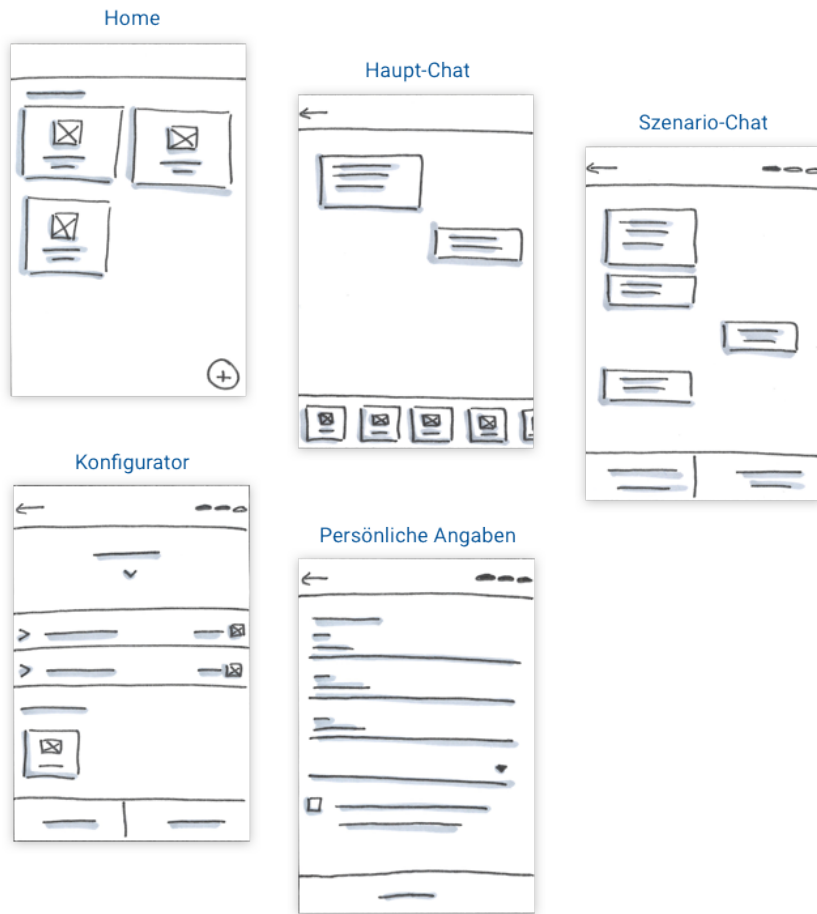 Home
Haupt-Chat
Szenario-Chat
Konfigurator
Persönliche Angaben